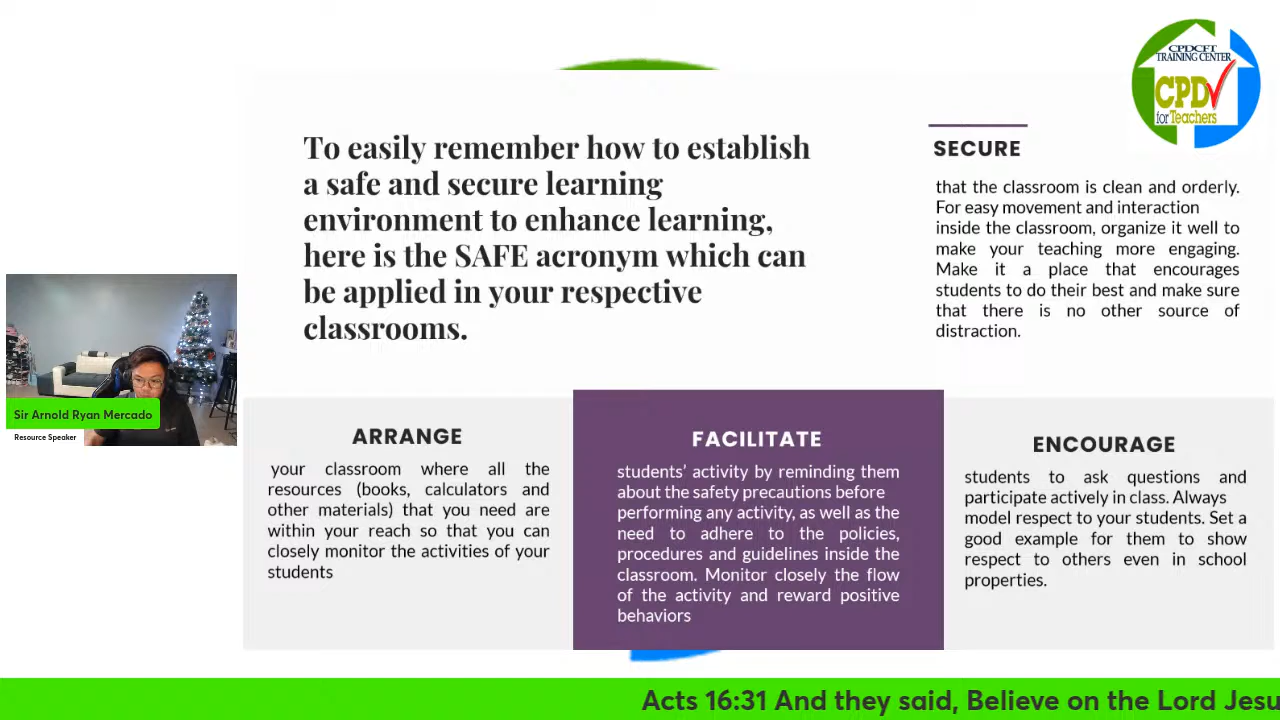 CPDCFT
TRAINING CENTER
CPD
for Teachers
To easily remember how to establish
a safe and secure learning
environment to enhance learning,
here is the SAFE acronym which can
be applied in your respective
classrooms.
SECURE
that the classroom is clean and orderly.
For easy movement and interaction
inside the classroom, organize it well to
make your teaching more engaging.
Make it a place that encourages
students to do their best and make sure
that there is no other source of
distraction.
Sir Arnold Ryan Mercado
Resource Speaker
ARRANGE
your classroom where all the
resources (books, calculators and
other materials) that you need are
within your reach so that you can
closely monitor the activities of your
students
FACILITATE
students' activity by reminding them
about the safety precautions before
performing any activity, as well as the
need to adhere to the policies,
procedures and guidelines inside the
classroom. Monitor closely the flow
of the activity and reward positive
behaviors
ENCOURAGE
students to ask questions and
participate actively in class. Always
model respect to your students. Set a
good example for them to show
respect to others even in school
properties.
Acts 16:31 And they said, Believe on the Lord Jesu